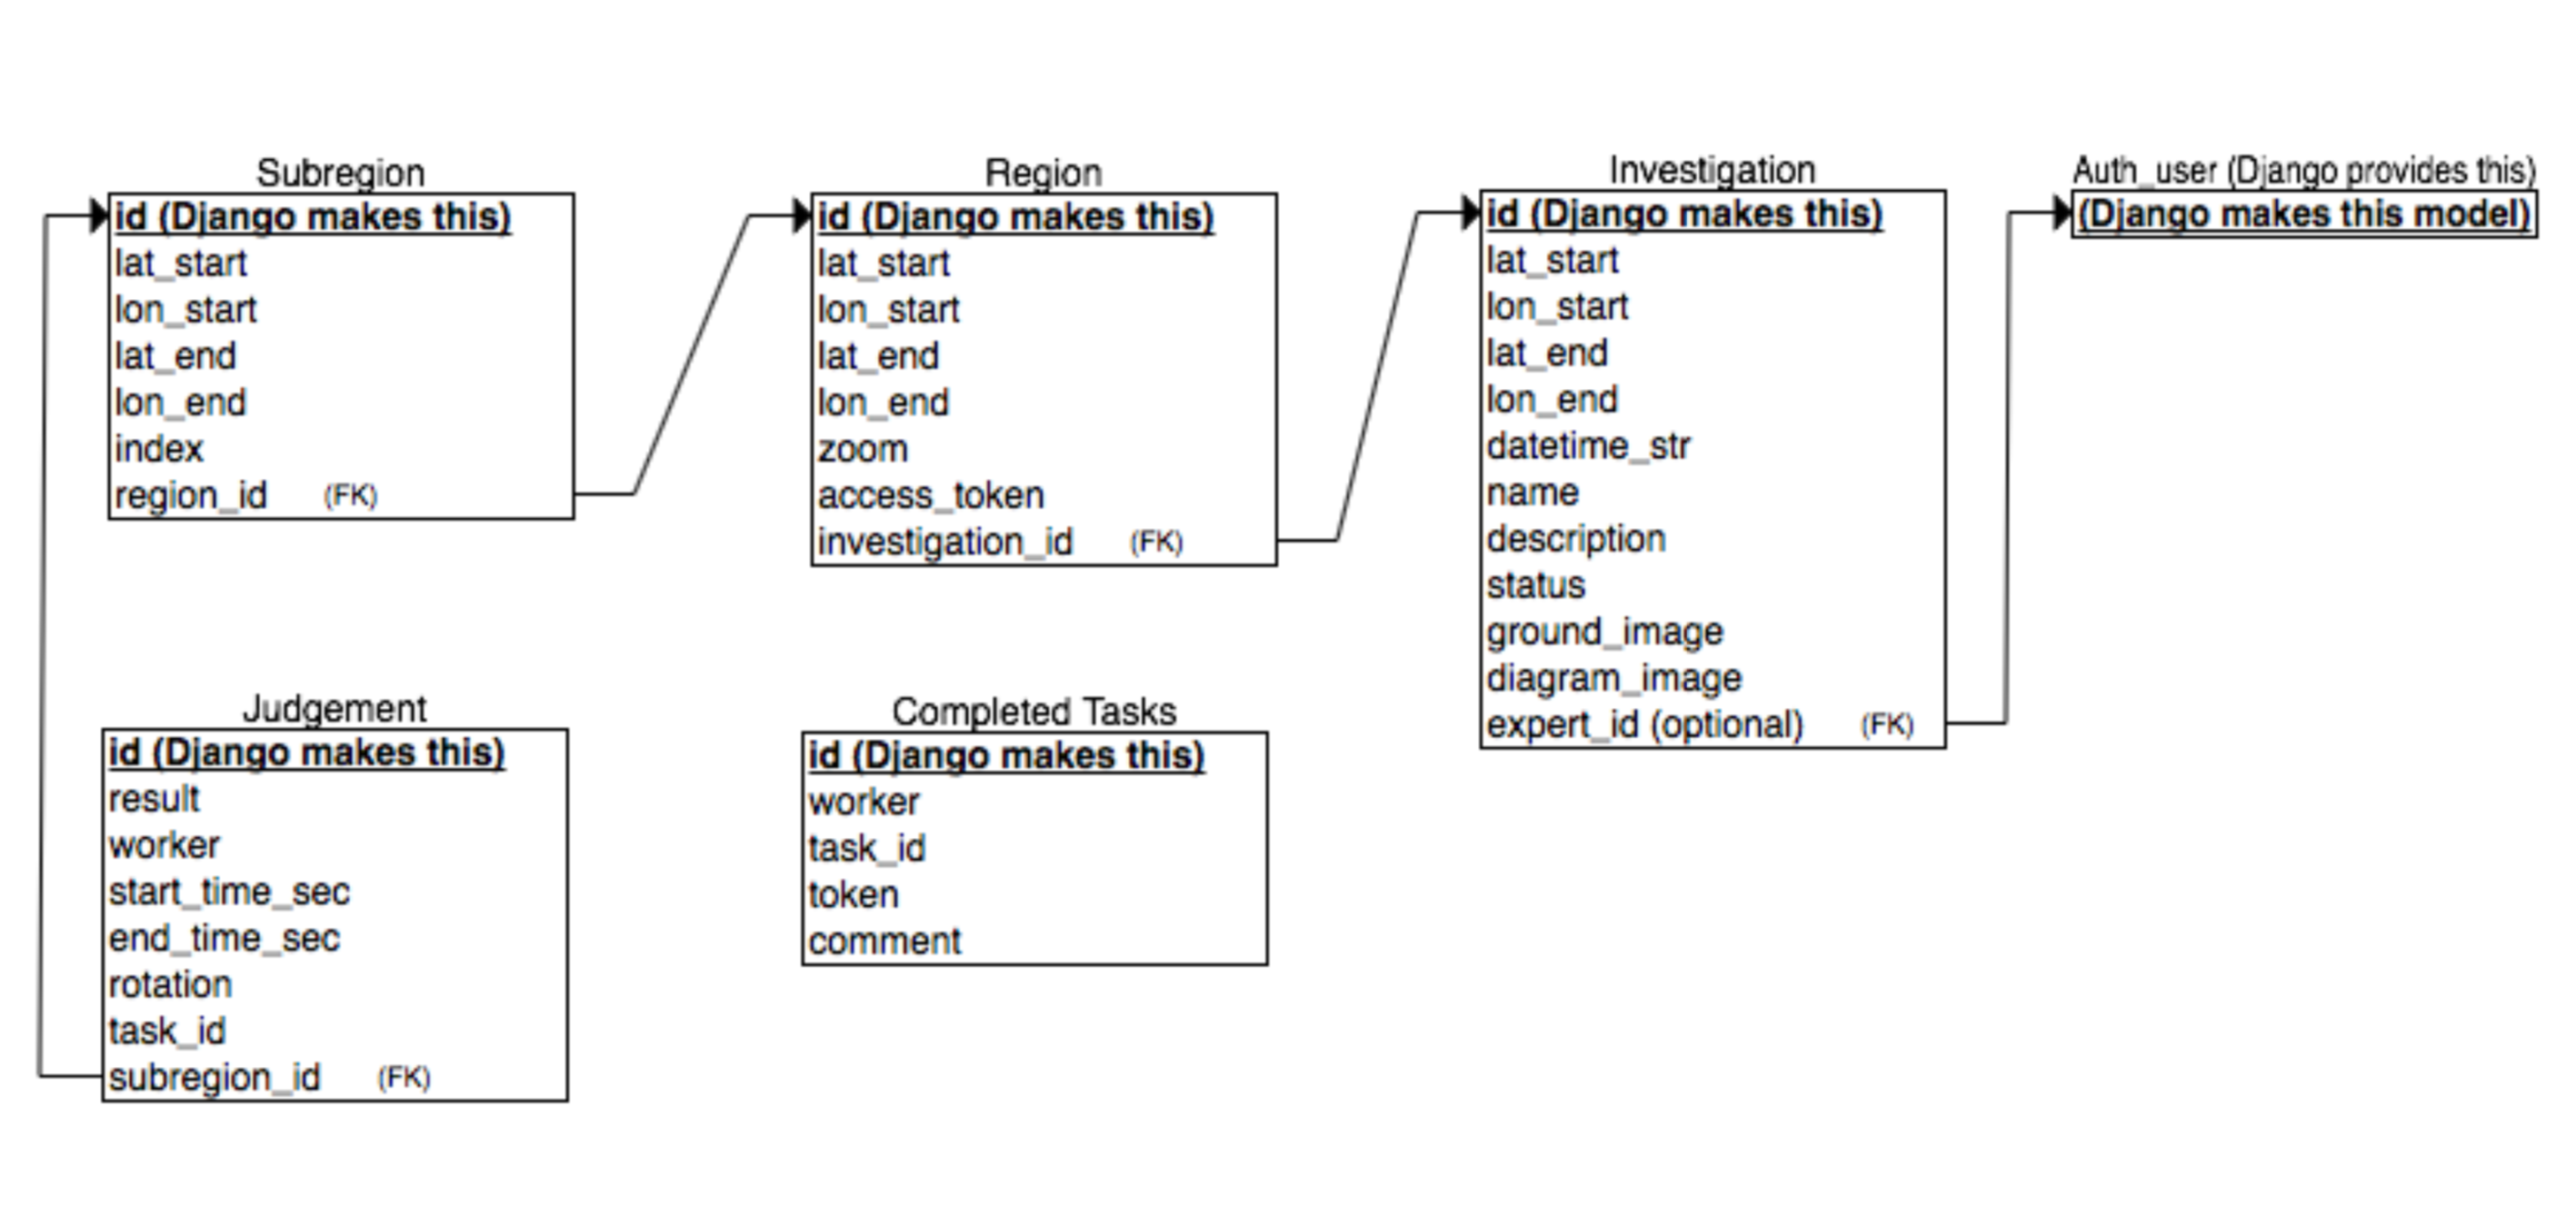 Subregion
id (Django makes this)
lat_start
lon_start
lat_end
lon_end
index
region_id (FK)
Region
id (Django makes this)
lat_start
lon_start
lat_end
lon_end
zoom
access_token
investigation_id (FK)
Investigation
id (Django makes this)
lat_start
lon_start
lat_end
lon_end
datetime_str
name
description
status
ground_image
diagram_image
expert_id (optional) (FK)
Auth_user (Django provides this)
(Django makes this model)
Judgement
id (Django makes this)
result
worker
start_time_sec
end_time_sec
rotation
task_id
subregion_id (FK)
Completed Tasks
id (Django makes this)
worker
task_id
token
comment